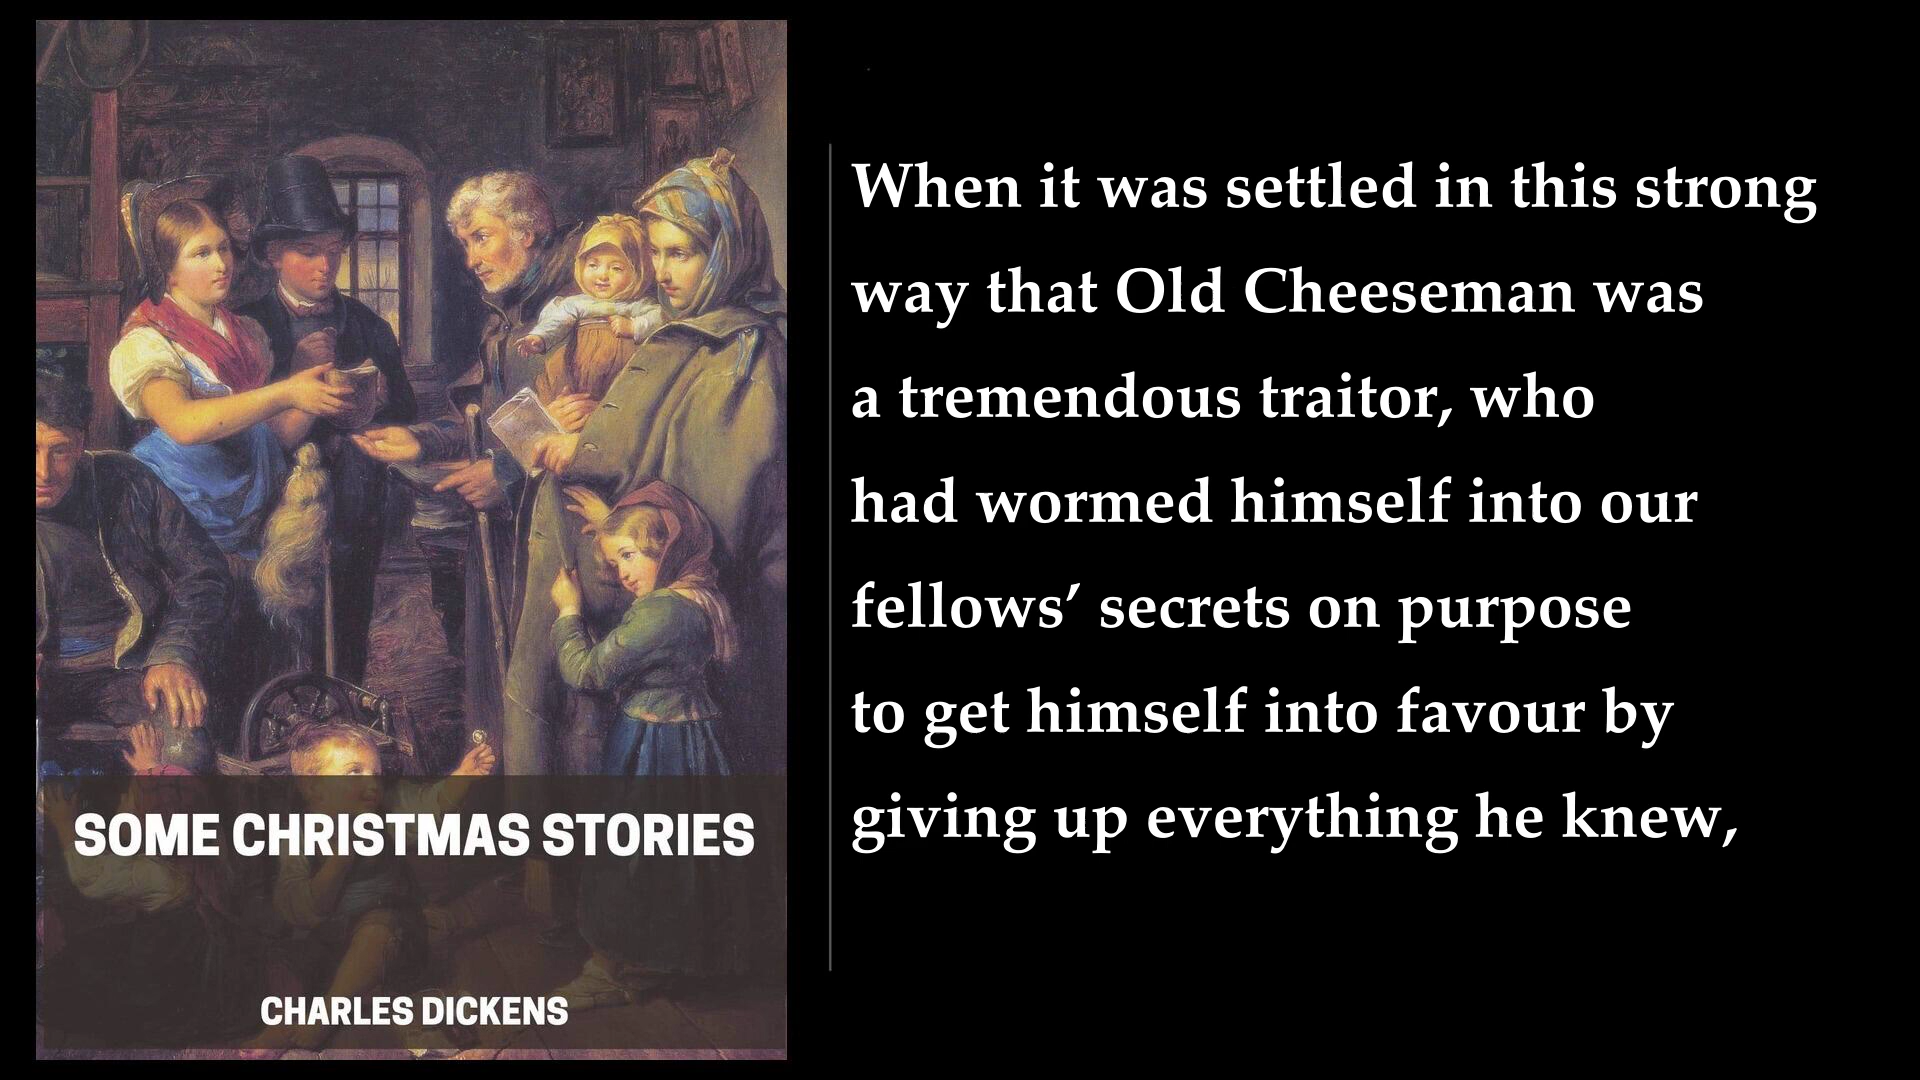 SOME CHRISTMAS STORIES
CHARLES DICKENS
When it was settled in this strong
way that Old Cheeseman was
a tremendous traitor, who
had wormed himself into our
fellows’ secrets on purpose
to get himself into favour by
giving up everything he knew,